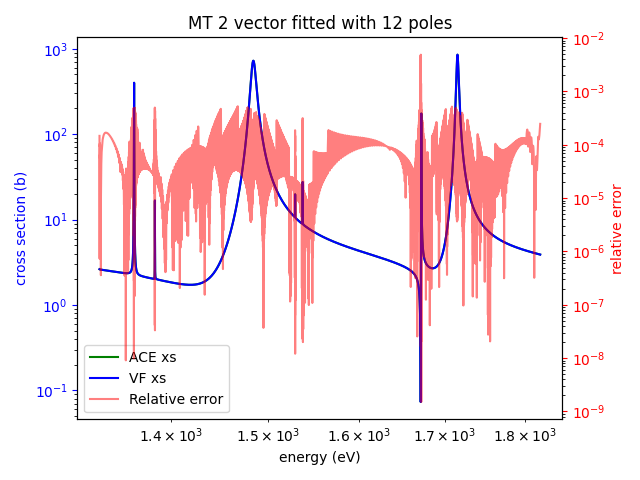 MT 2 vector fitted with 12 poles
10³
10²
10¹
10⁰
10⁻¹
cross section (b)
10⁻²
10⁻³
10⁻⁴
10⁻⁵
10⁻⁶
10⁻⁷
10⁻⁸
10⁻⁹
relative error
ACE xs
VF xs
Relative error
1.4 × 10³ 1.5 × 10³ 1.6 × 10³ 1.7 × 10³ 1.8 × 10³
energy (eV)